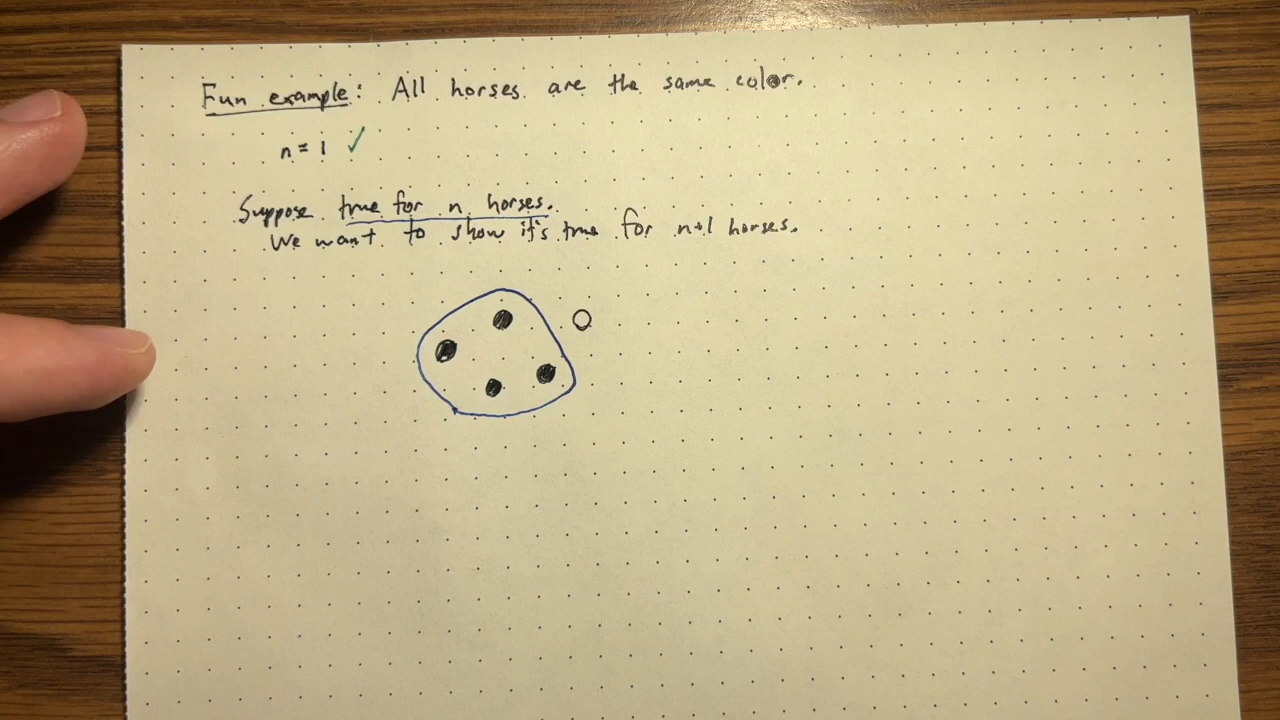 Fun example: All horses are the same color.
n = 1 ✓
Suppose true for n horses.
We want to show it's true for n+1 horses.